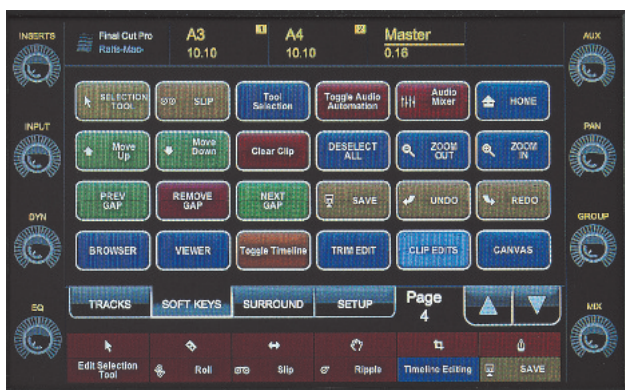 INSERTS
INPUT
DYN
EQ
Final Cut Pro
A3
10.10
1
A4
10.10
2
Master
0.16
SELECTION TOOL
SLIP
Tool Selection
Toggle Audio Automation
Audio Mixer
HOME
Move Up
Move Down
Clear Clip
DESELECT ALL
ZOOM OUT
ZOOM IN
PREV GAP
REMOVE GAP
NEXT GAP
SAVE
UNDO
REDO
BROWSER
VIEWER
Toggle Timeline
TRIM EDIT
CLIP EDITS
CANVAS
TRACKS
SOFT KEYS
SURROUND
SETUP
Page 4
Edit Selection Tool
Roll
Slip
Ripple
Timeline Editing
SAVE
AUX
PAN
GROUP
MIX